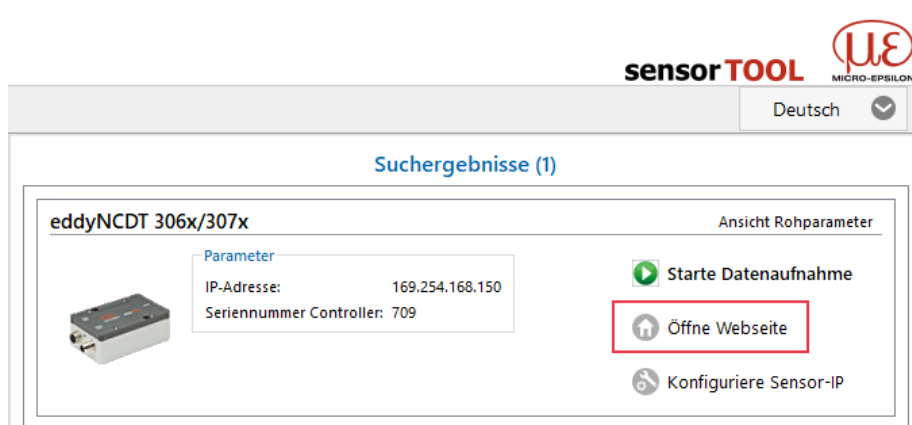 sensorTOOL
με
MICRO-EPSILON
Deutsch
Suchergebnisse (1)
eddyNCDT 306x/307x
Ansicht Rohparameter
Parameter
IP-Adresse: 169.254.168.150
Seriennummer Controller: 709
Starte Datenaufnahme
Öffne Webseite
Konfiguriere Sensor-IP